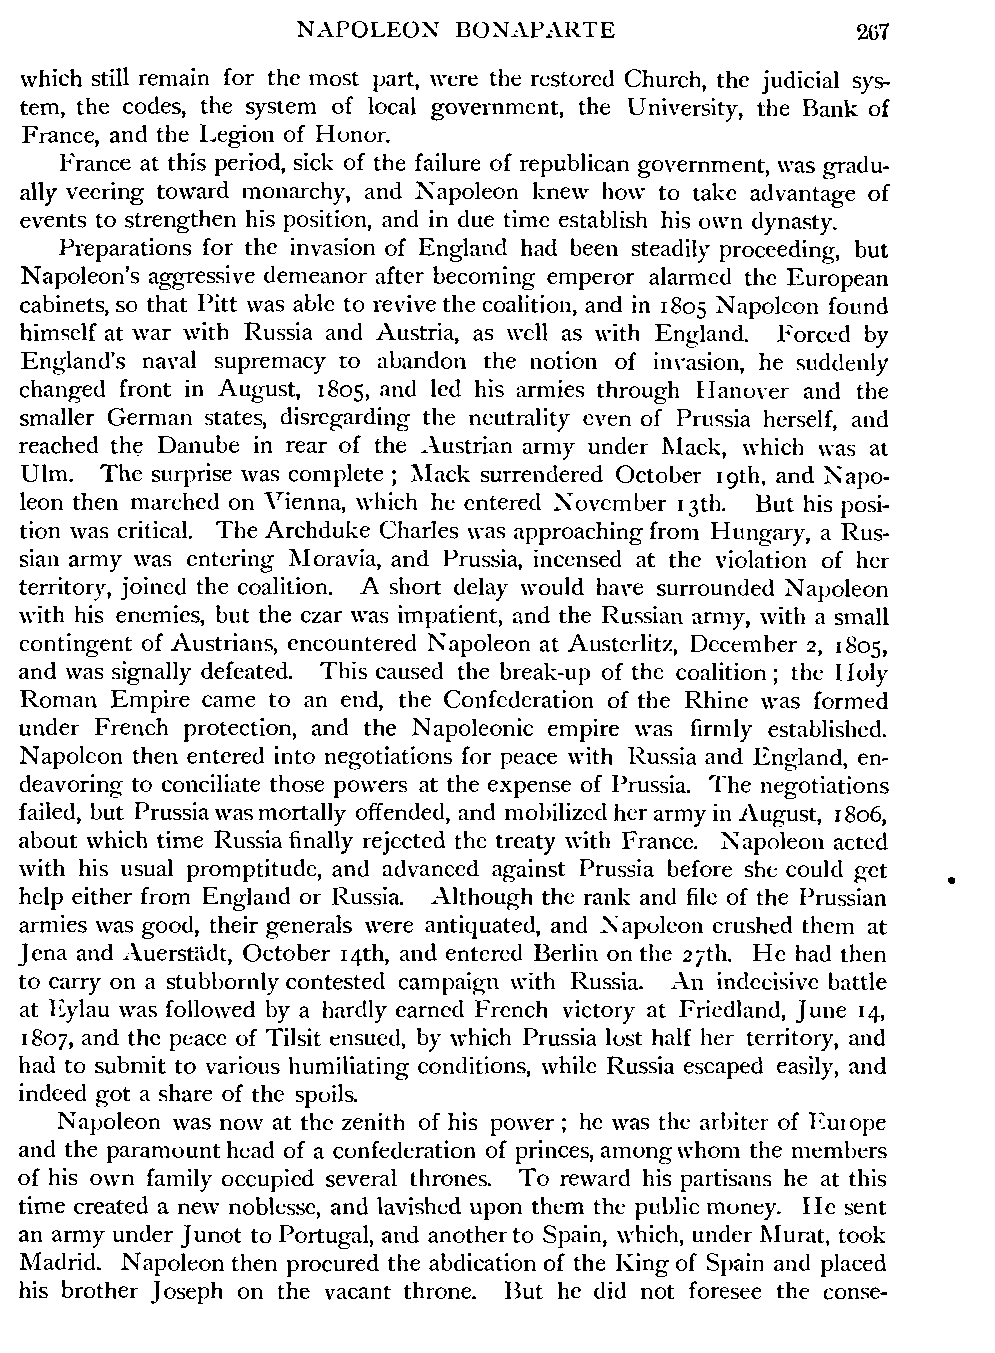 NAPOLEON BONAPARTE 267
which still remain for the most part, were the restored Church, the judicial sys-
tem, the codes, the system of local government, the University, the Bank of
France, and the Legion of Honor.
France at this period, sick of the failure of republican government, was gradu-
ally veering toward monarchy, and Napoleon knew how to take advantage of
events to strengthen his position, and in due time establish his own dynasty.
Preparations for the invasion of England had been steadily proceeding, but
Napoleon's aggressive demeanor after becoming emperor alarmed the European
cabinets, so that Pitt was able to revive the coalition, and in 1805 Napoleon found
himself at war with Russia and Austria, as well as with England. Forced by
England's naval supremacy to abandon the notion of invasion, he suddenly
changed front in August, 1805, and led his armies through Hanover and the
smaller German states, disregarding the neutrality even of Prussia herself, and
reached the Danube in rear of the Austrian army under Mack, which was at
Ulm. The surprise was complete; Mack surrendered October 19th, and Napo-
leon then marched on Vienna, which he entered November 13th. But his posi-
tion was critical. The Archduke Charles was approaching from Hungary, a Rus-
sian army was entering Moravia, and Prussia, incensed at the violation of her
territory, joined the coalition. A short delay would have surrounded Napoleon
with his enemies, but the czar was impatient, and the Russian army, with a small
contingent of Austrians, encountered Napoleon at Austerlitz, December 2, 1805,
and was signally defeated. This caused the break-up of the coalition; the Holy
Roman Empire came to an end, the Confederation of the Rhine was formed
under French protection, and the Napoleonic empire was firmly established.
Napoleon then entered into negotiations for peace with Russia and England, en-
deavoring to conciliate those powers at the expense of Prussia. The negotiations
failed, but Prussia was mortally offended, and mobilized her army in August, 1806,
about which time Russia finally rejected the treaty with France. Napoleon acted
with his usual promptitude, and advanced against Prussia before she could get
help either from England or Russia. Although the rank and file of the Prussian
armies was good, their generals were antiquated, and Napoleon crushed them at
Jena and Auerstädt, October 14th, and entered Berlin on the 27th. He had then
to carry on a stubbornly contested campaign with Russia. An indecisive battle
at Eylau was followed by a hardly earned French victory at Friedland, June 14,
1807, and the peace of Tilsit ensued, by which Prussia lost half her territory, and
had to submit to various humiliating conditions, while Russia escaped easily, and
indeed got a share of the spoils.
Napoleon was now at the zenith of his power; he was the arbiter of Europe
and the paramount head of a confederation of princes, among whom the members
of his own family occupied several thrones. To reward his partisans he at this
time created a new noblesse, and lavished upon them the public money. He sent
an army under Junot to Portugal, and another to Spain, which, under Murat, took
Madrid. Napoleon then procured the abdication of the King of Spain and placed
his brother Joseph on the vacant throne. But he did not foresee the conse-